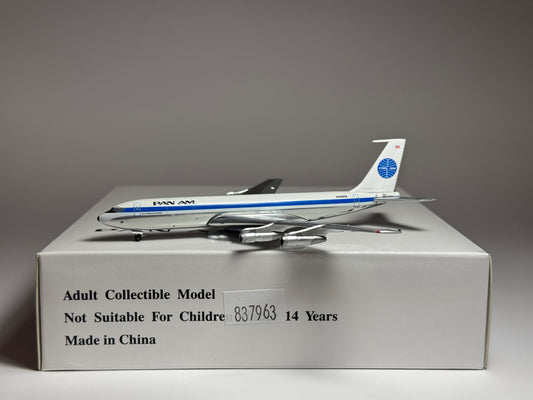 PAN AM
Adult Collectible Model
Not Suitable For Childre 837963 14 Years
Made in China